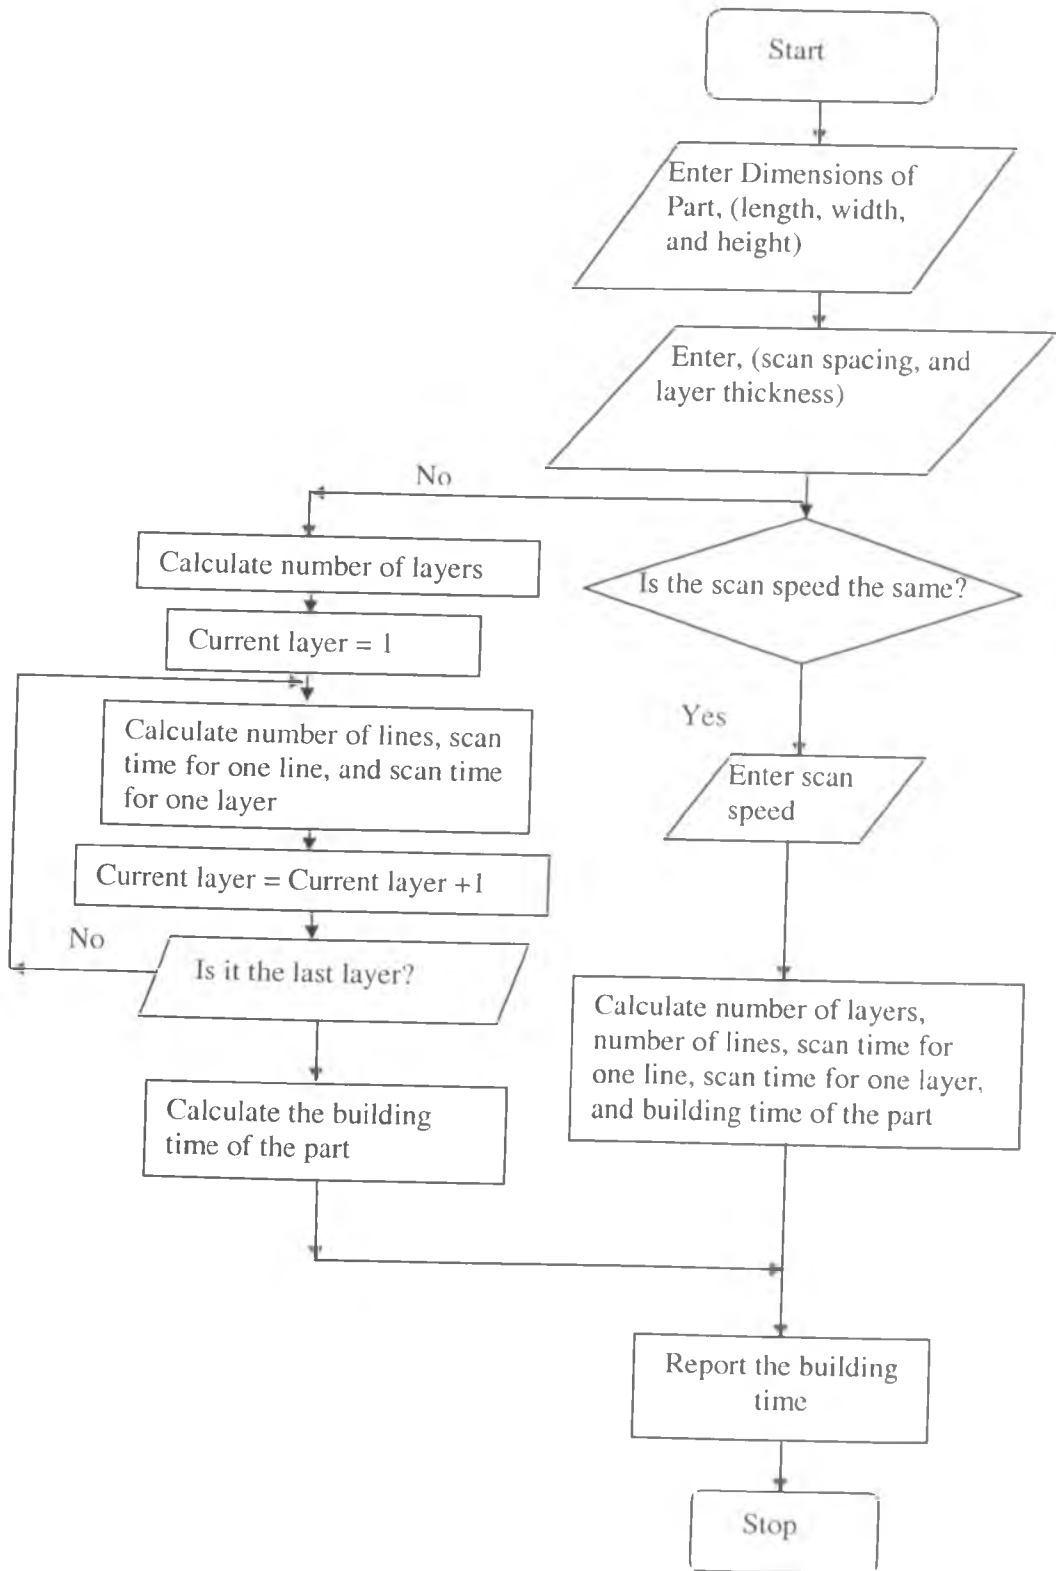 Start
Enter Dimensions of
Part, (length, width,
and height)
Enter, (scan spacing, and
layer thickness)
No
Calculate number of layers
Is the scan speed the same?
Current layer = 1
Yes
Calculate number of lines, scan
time for one line, and scan time
for one layer
Enter scan
speed
Current layer = Current layer +1
No
Is it the last layer?
Calculate number of layers,
number of lines, scan time for
one line, scan time for one layer,
and building time of the part
Calculate the building
time of the part
Report the building
time
Stop